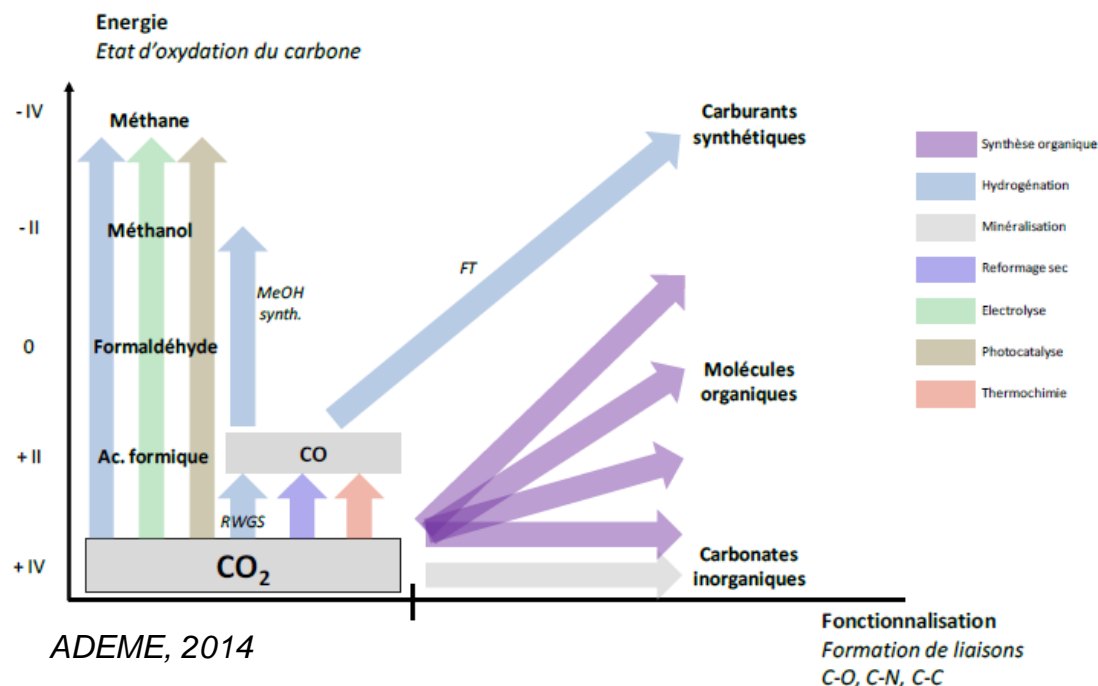 Energie
Etat d'oxydation du carbone
- IV
Méthane
- II
Méthanol
0
Formaldéhyde
+ II
Ac. formique
+ IV
MeOH
synth.
CO
RWGS
CO₂
FT
Carburants
synthétiques
Molécules
organiques
Carbonates
inorganiques
Synthèse organique
Hydrogénation
Minéralisation
Reformage sec
Electrolyse
Photocatalyse
Thermochimie
Fonctionnalisation
Formation de liaisons
C-O, C-N, C-C
ADEME, 2014